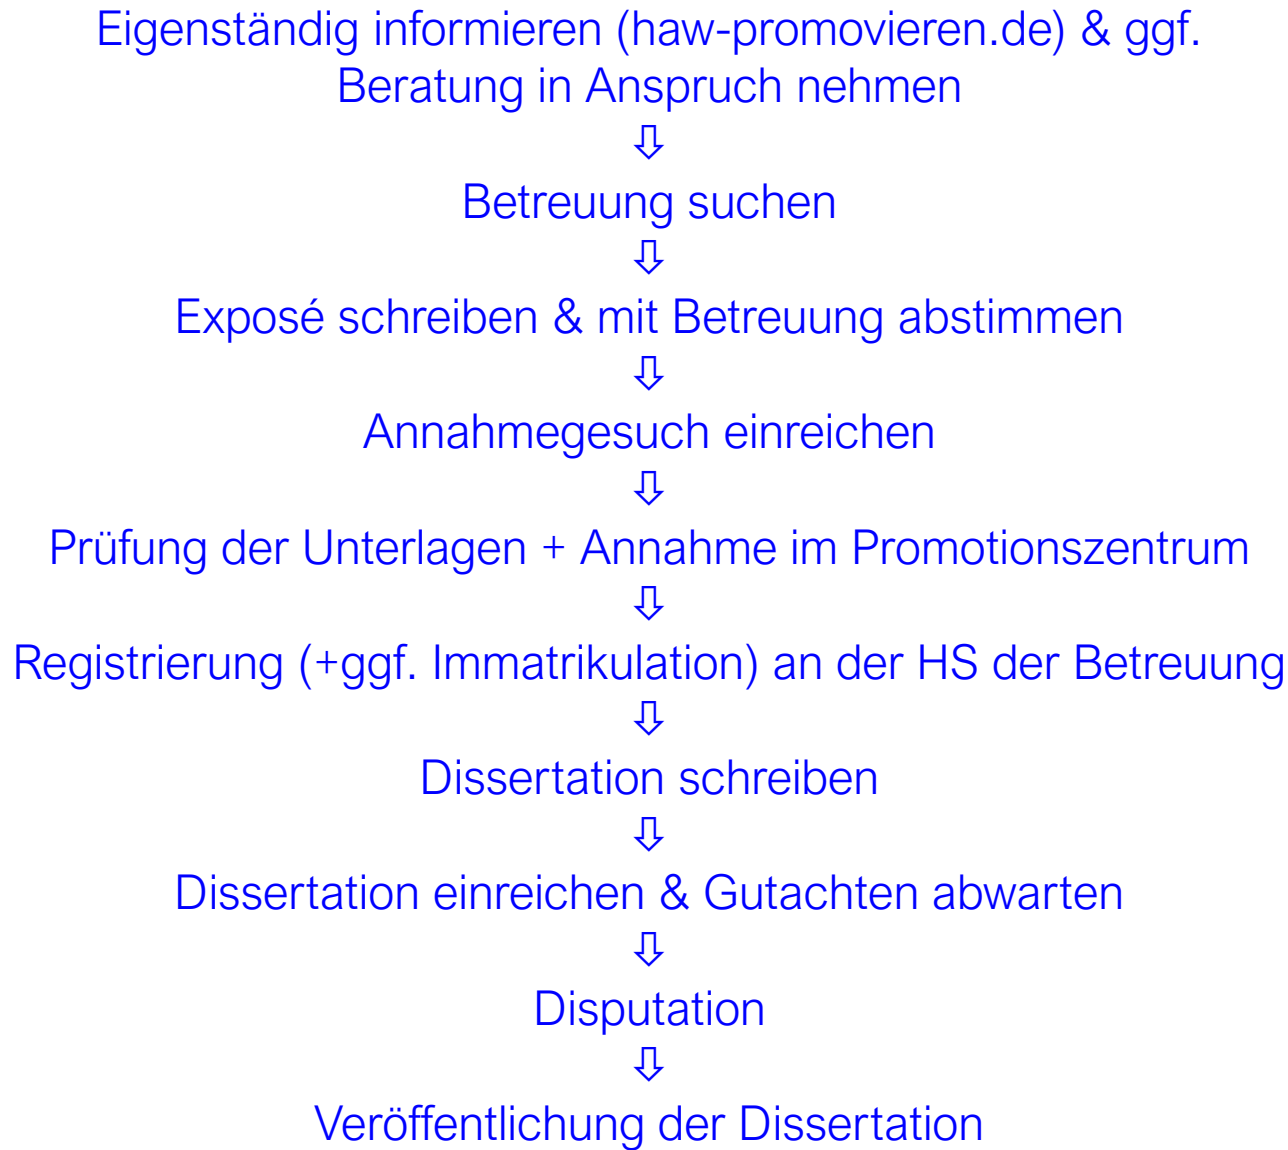 Eigenständig informieren (haw-promovieren.de) & ggf.
Beratung in Anspruch nehmen
⇩
Betreuung suchen
⇩
Exposé schreiben & mit Betreuung abstimmen
⇩
Annahmegesuch einreichen
⇩
Prüfung der Unterlagen + Annahme im Promotionszentrum
⇩
Registrierung (+ggf. Immatrikulation) an der HS der Betreuung
⇩
Dissertation schreiben
⇩
Dissertation einreichen & Gutachten abwarten
⇩
Disputation
⇩
Veröffentlichung der Dissertation